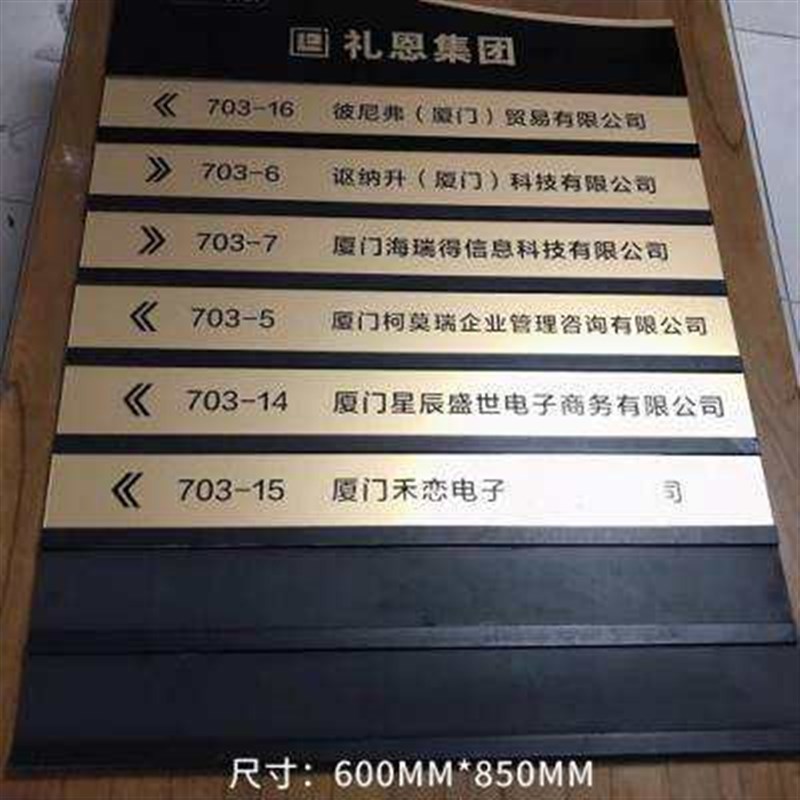 礼恩集团
703-16 彼尼弗（厦门）贸易有限公司
703-6 讴纳升（厦门）科技有限公司
703-7 厦门海瑞得信息科技有限公司
703-5 厦门柯莫瑞企业管理咨询有限公司
703-14 厦门星辰盛世电子商务有限公司
703-15 厦门禾恋电子 司
尺寸：600MM*850MM